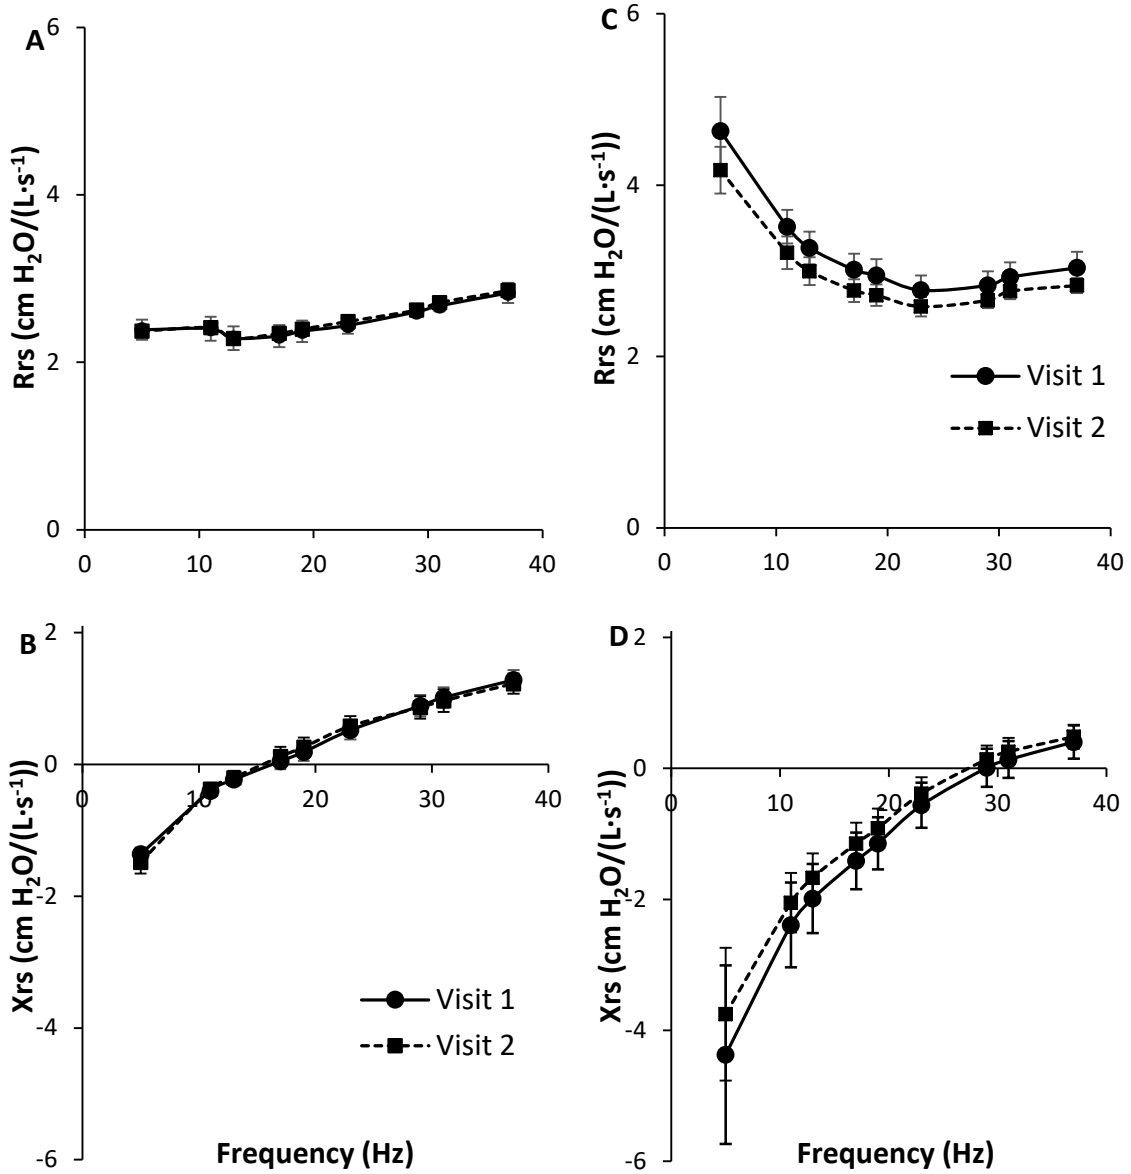 A
6
4
2
0
0 10 20 30 40
Rrs (cm H₂O/(L·s⁻¹))
C
6
4
2
0
0 10 20 30 40
Rrs (cm H₂O/(L·s⁻¹))
Visit 1
Visit 2
B
2
0
-2
-4
-6
0 10 20 30 40
Xrs (cm H₂O/(L·s⁻¹))
Visit 1
Visit 2
Frequency (Hz)
D
2
0
-2
-4
-6
0 10 20 30 40
Xrs (cm H₂O/(L·s⁻¹))
Frequency (Hz)